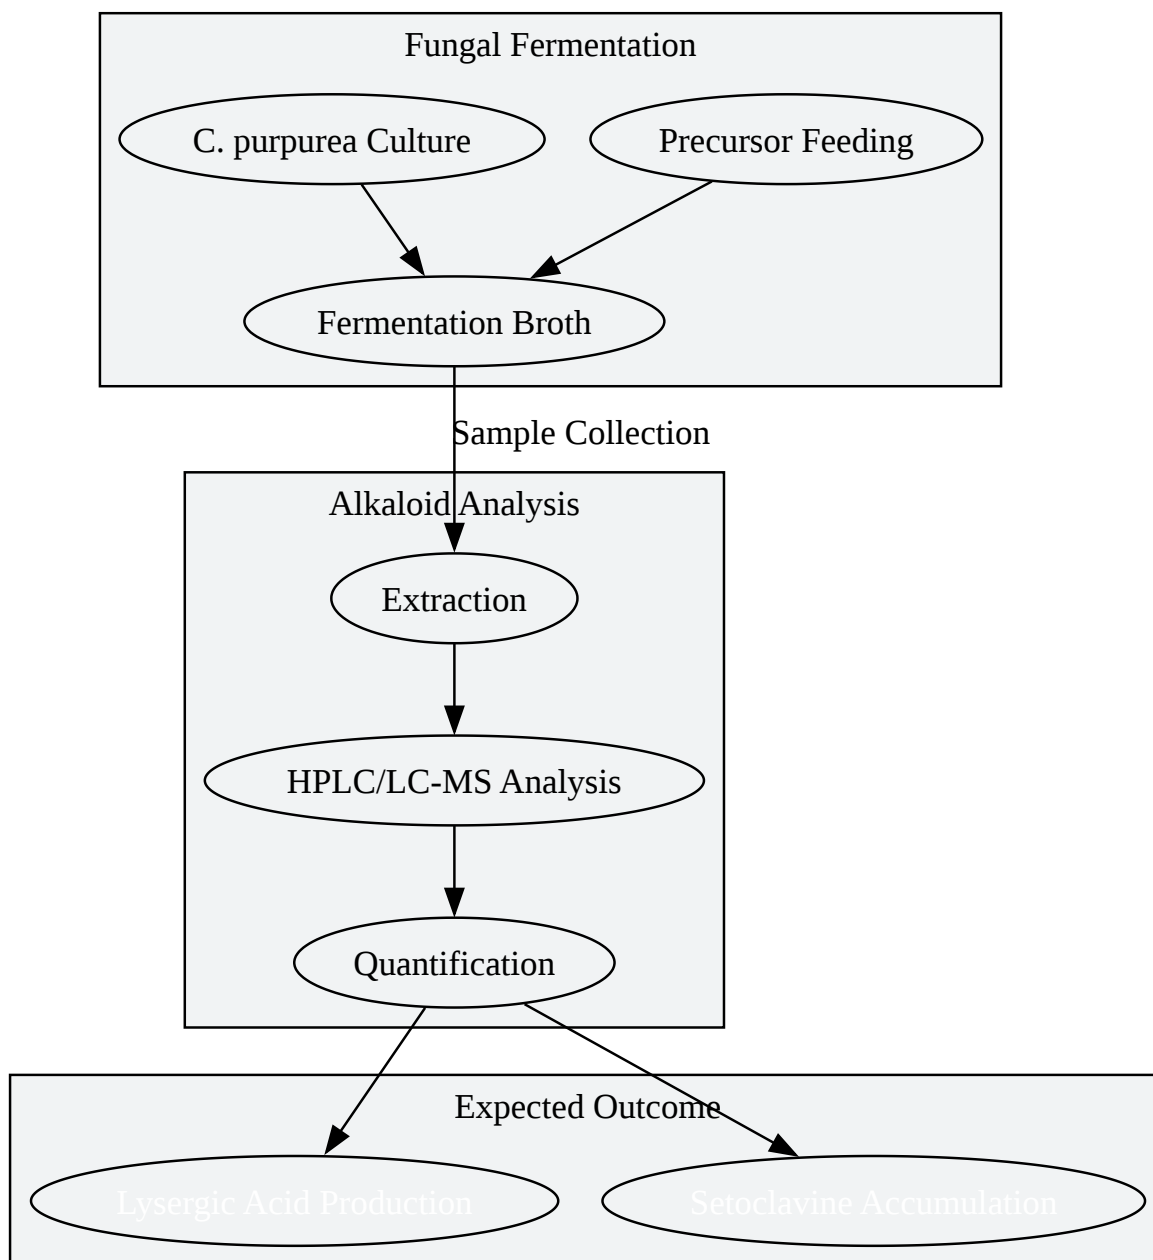 Fungal Fermentation
C. purpurea Culture
Precursor Feeding
Fermentation Broth
Sample Collection
Alkaloid Analysis
Extraction
HPLC/LC-MS Analysis
Quantification
Expected Outcome
Lysergic Acid Production
Setoclavine Accumulation